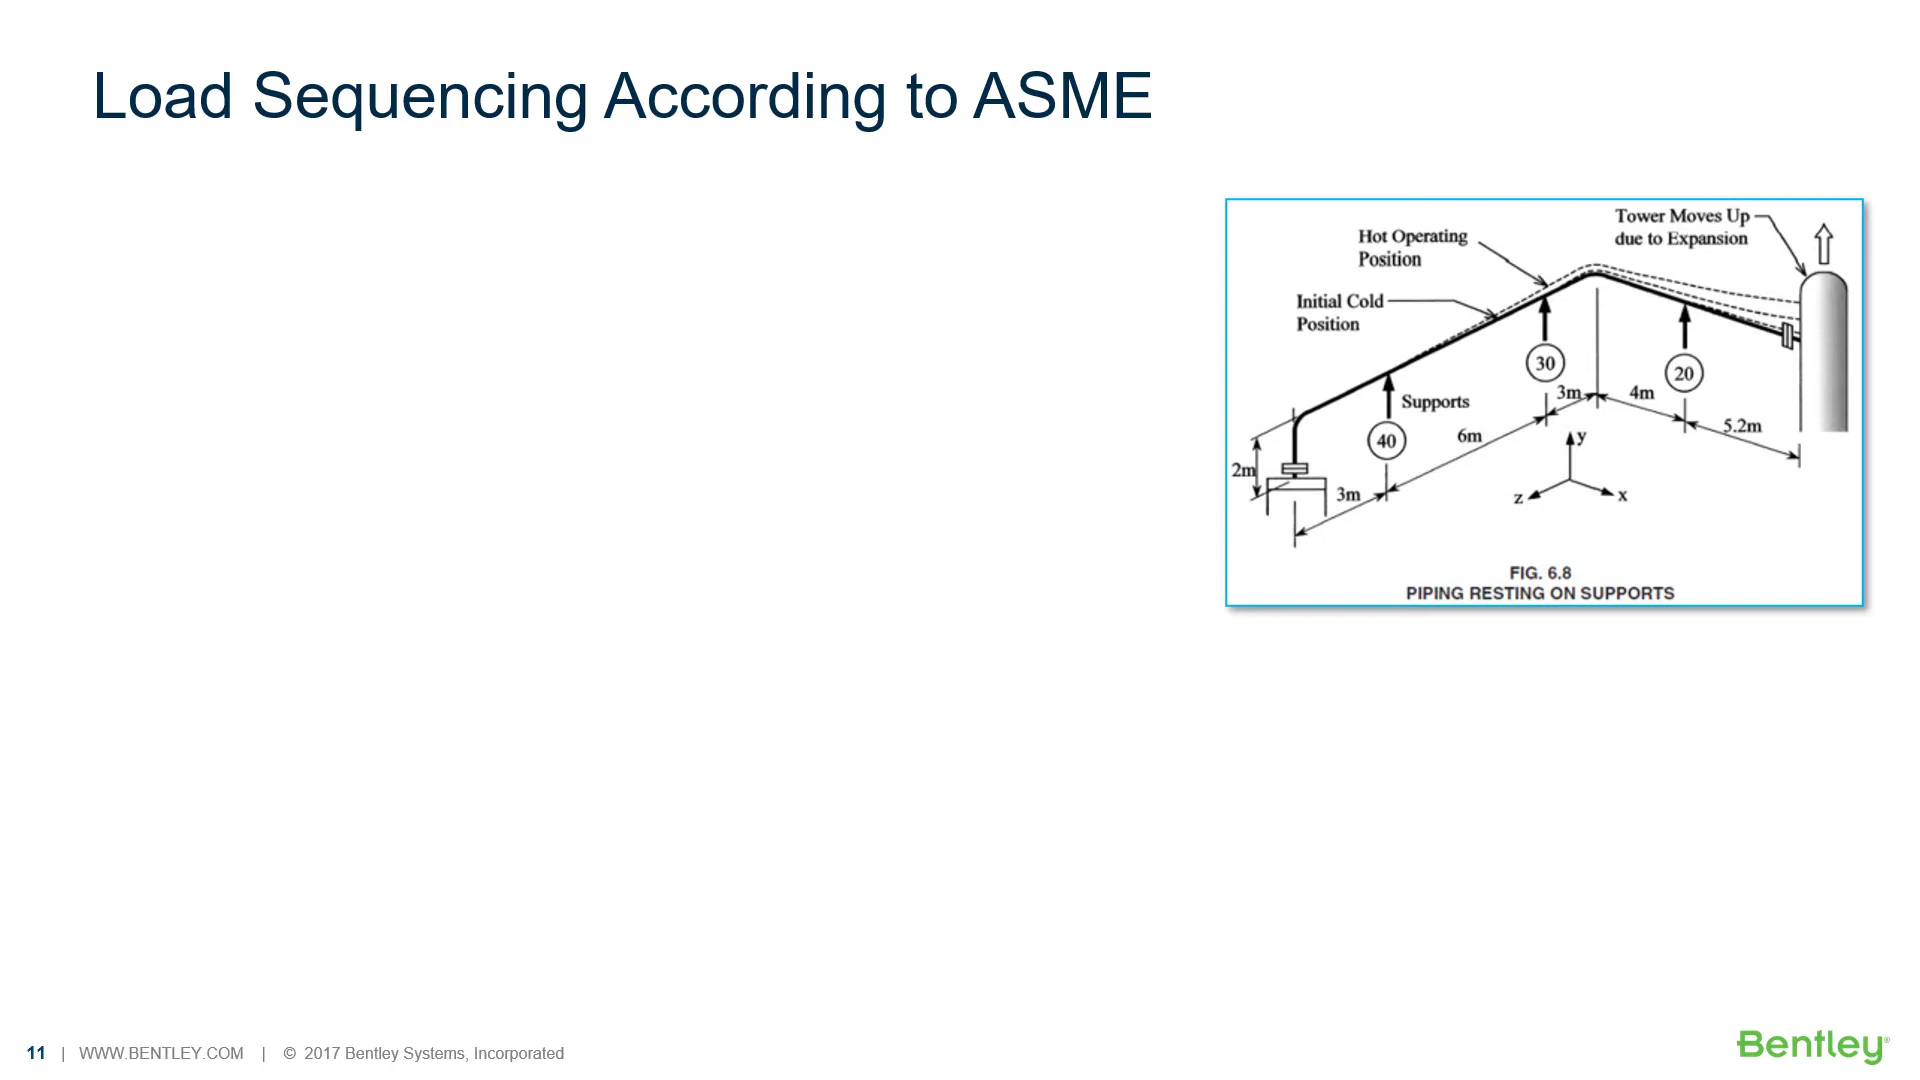 Load Sequencing According to ASME
Tower Moves Up
due to Expansion
Hot Operating
Position
Initial Cold
Position
30
20
3m
4m
Supports
5.2m
40
6m
y
2m
3m
z
x
FIG. 6.8
PIPING RESTING ON SUPPORTS
11 | WWW.BENTLEY.COM | © 2017 Bentley Systems, Incorporated
Bentley®